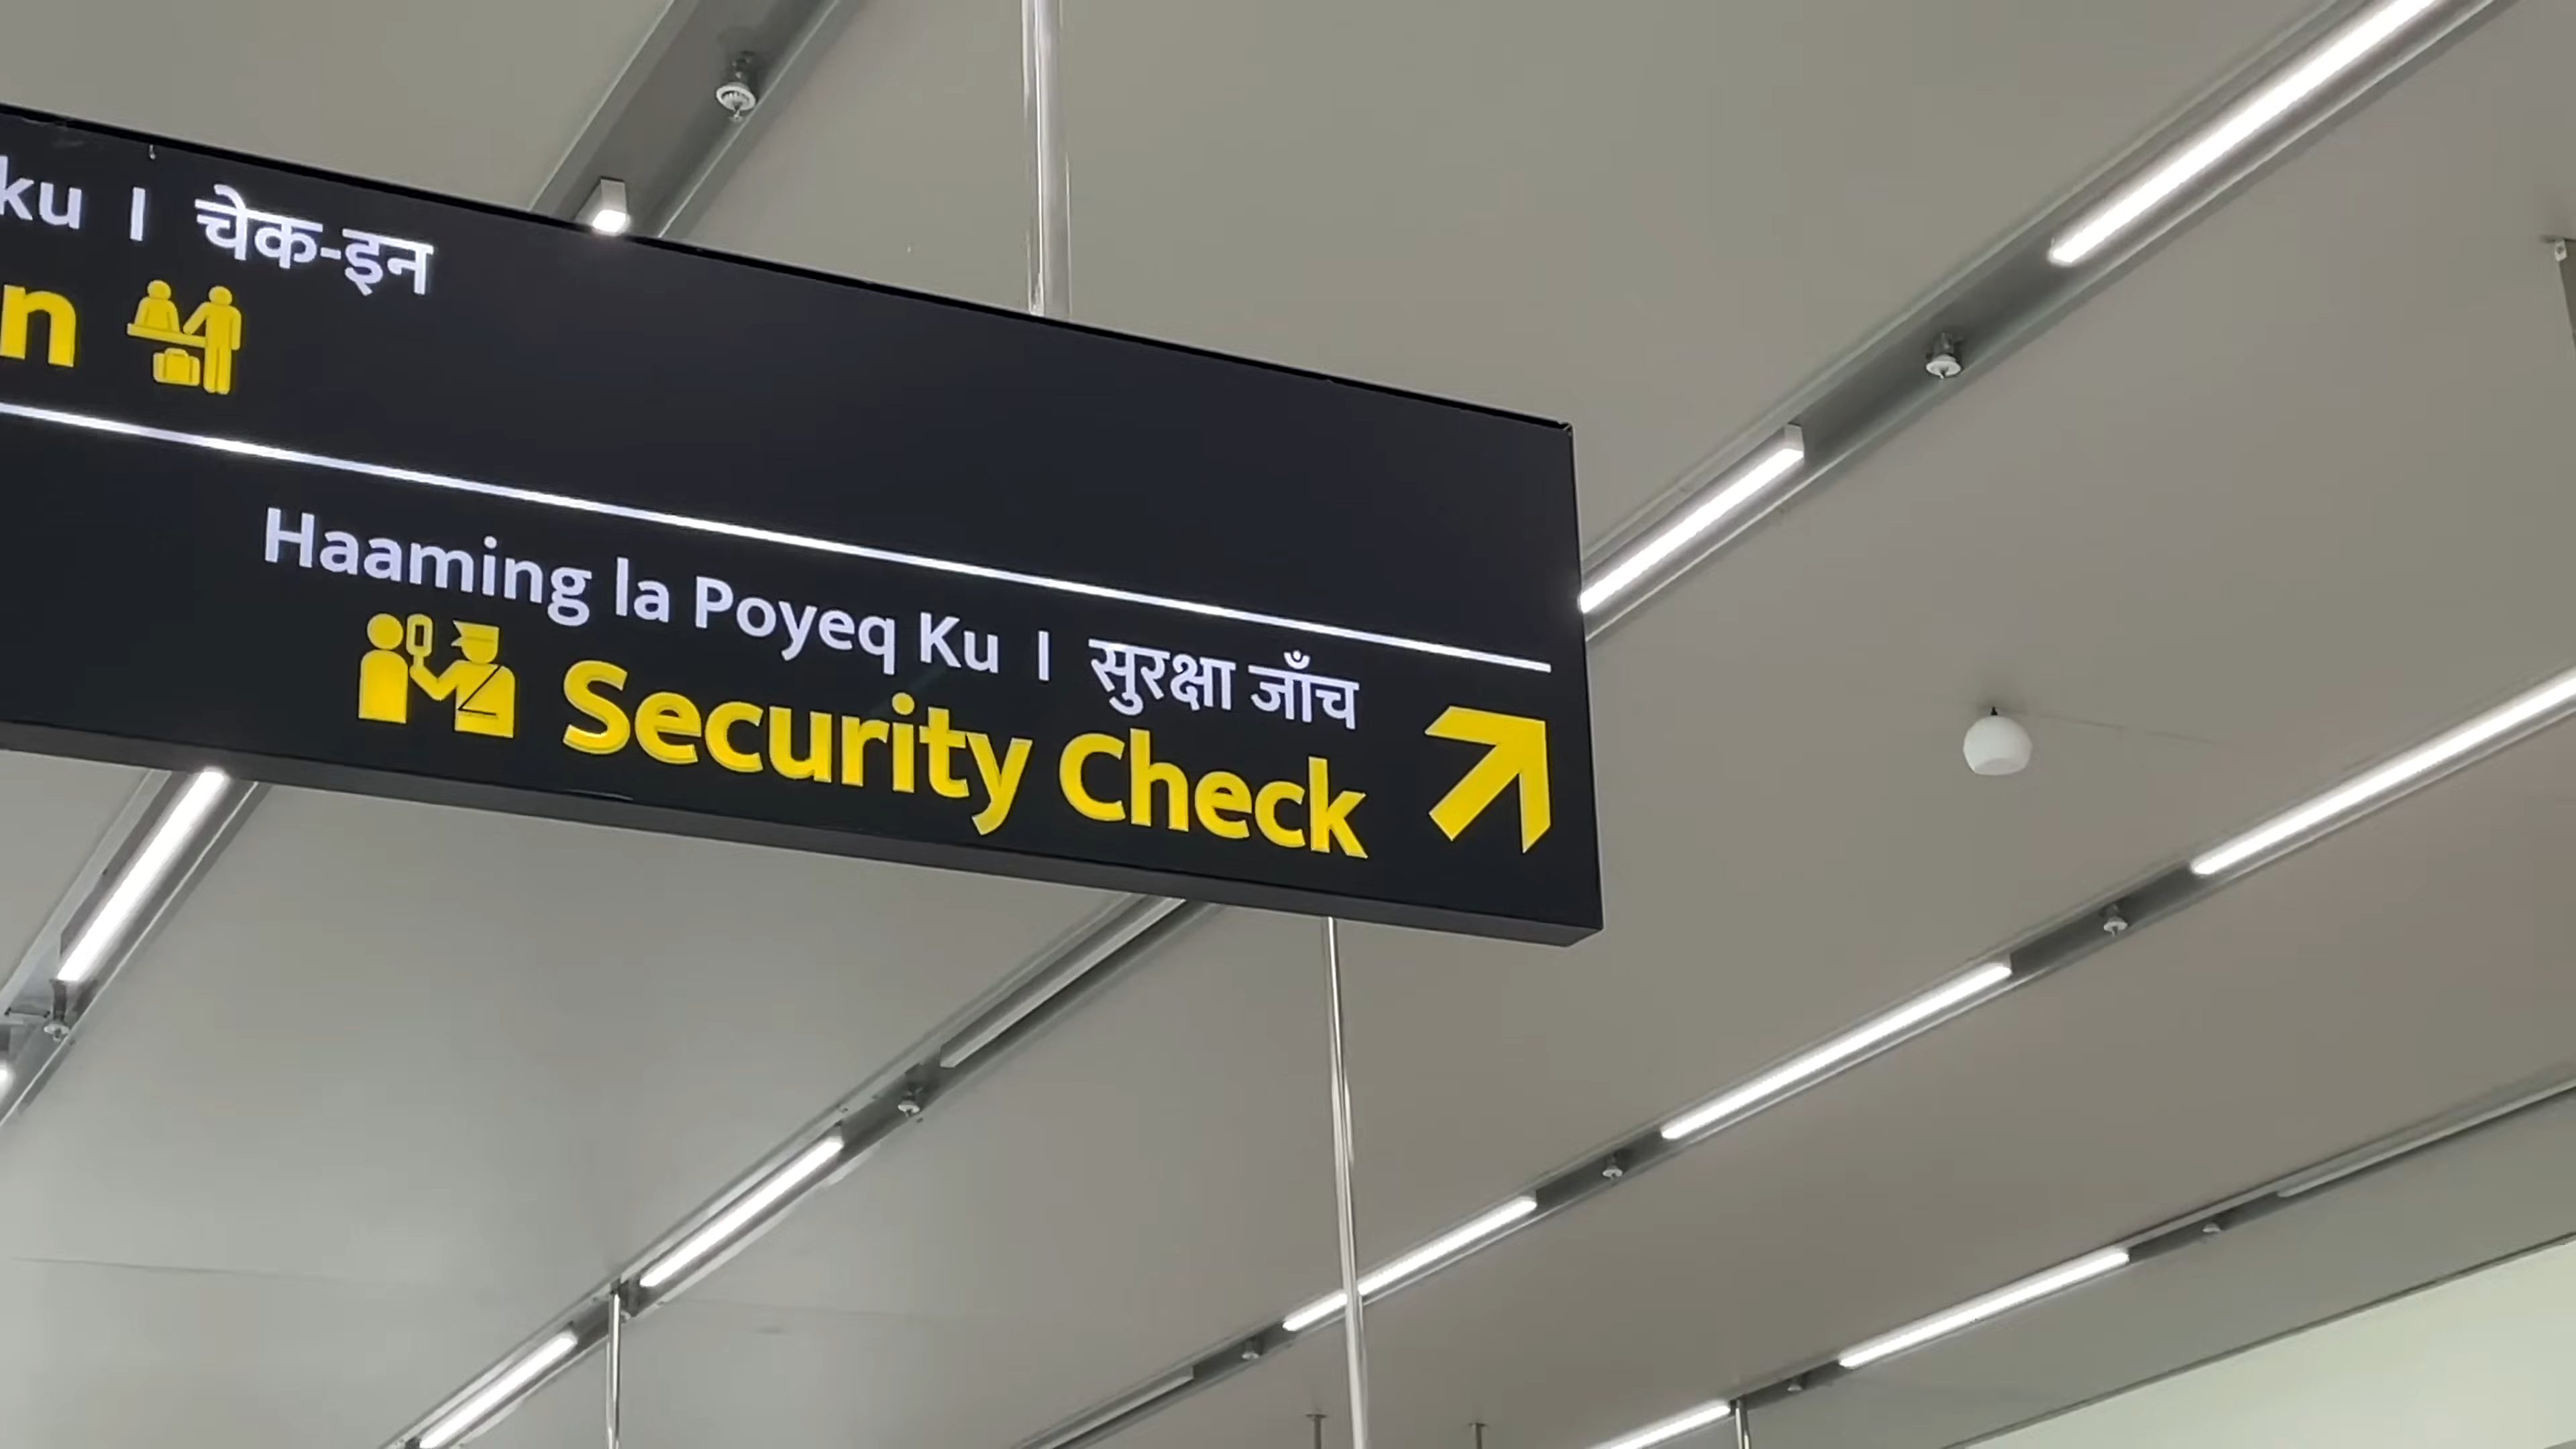 ku | चेक-इन
n
Haaming la Poyeq Ku | सुरक्षा जाँच
Security Check